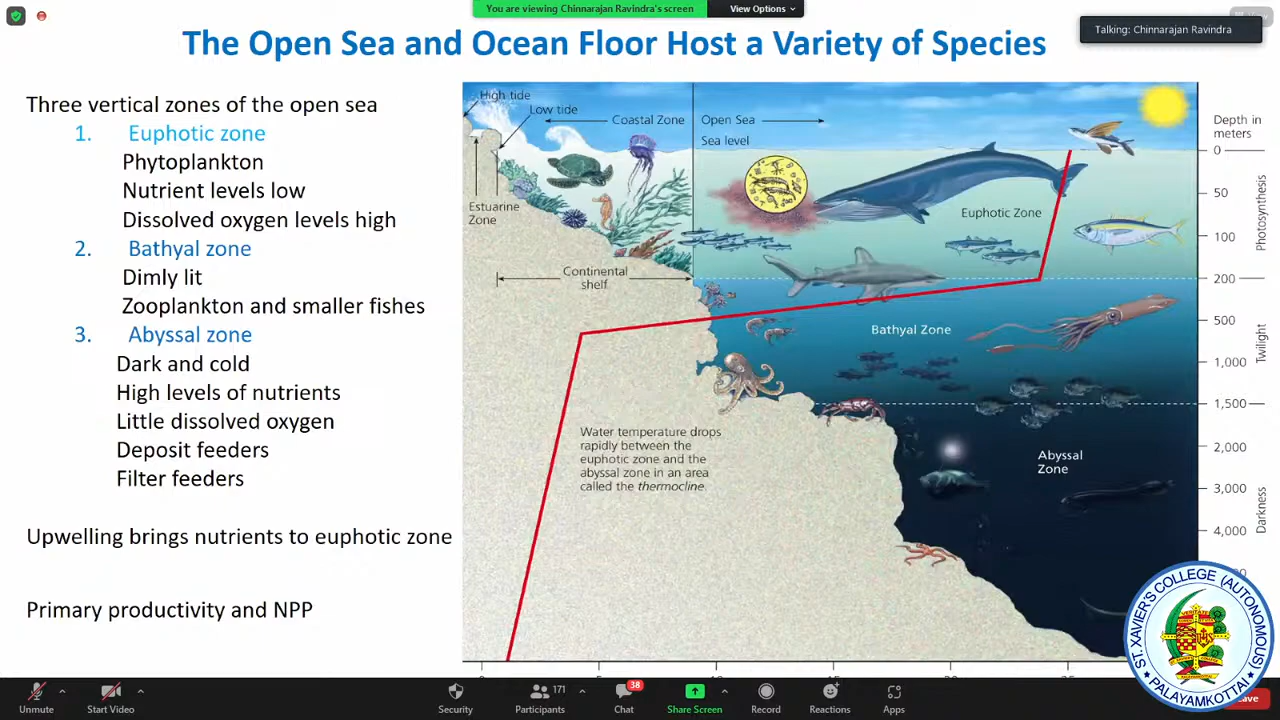 You are viewing Chinnarajan Ravindra's screen
View Options
View
Talking: Chinnarajan Ravindra
The Open Sea and Ocean Floor Host a Variety of Species
Three vertical zones of the open sea
1. Euphotic zone
Phytoplankton
Nutrient levels low
Dissolved oxygen levels high
2. Bathyal zone
Dimly lit
Zooplankton and smaller fishes
3. Abyssal zone
Dark and cold
High levels of nutrients
Little dissolved oxygen
Deposit feeders
Filter feeders
Upwelling brings nutrients to euphotic zone
Primary productivity and NPP
High tide
Low tide
Coastal Zone
Open Sea
Sea level
Depth in
meters
0
Estuarine
Zone
Euphotic Zone
50
100
Photosynthesis
Continental
shelf
200
Bathyal Zone
500
1,000
Twilight
1,500
Water temperature drops
rapidly between the
euphotic zone and the
abyssal zone in an area
called the thermocline.
Abyssal
Zone
2,000
3,000
4,000
Darkness
ST. XAVIER'S COLLEGE (AUTONOMOUS)
PALAYAMKOTTAI
Unmute
Start Video
Security
Participants
171
Chat
38
Share Screen
Record
Reactions
Apps